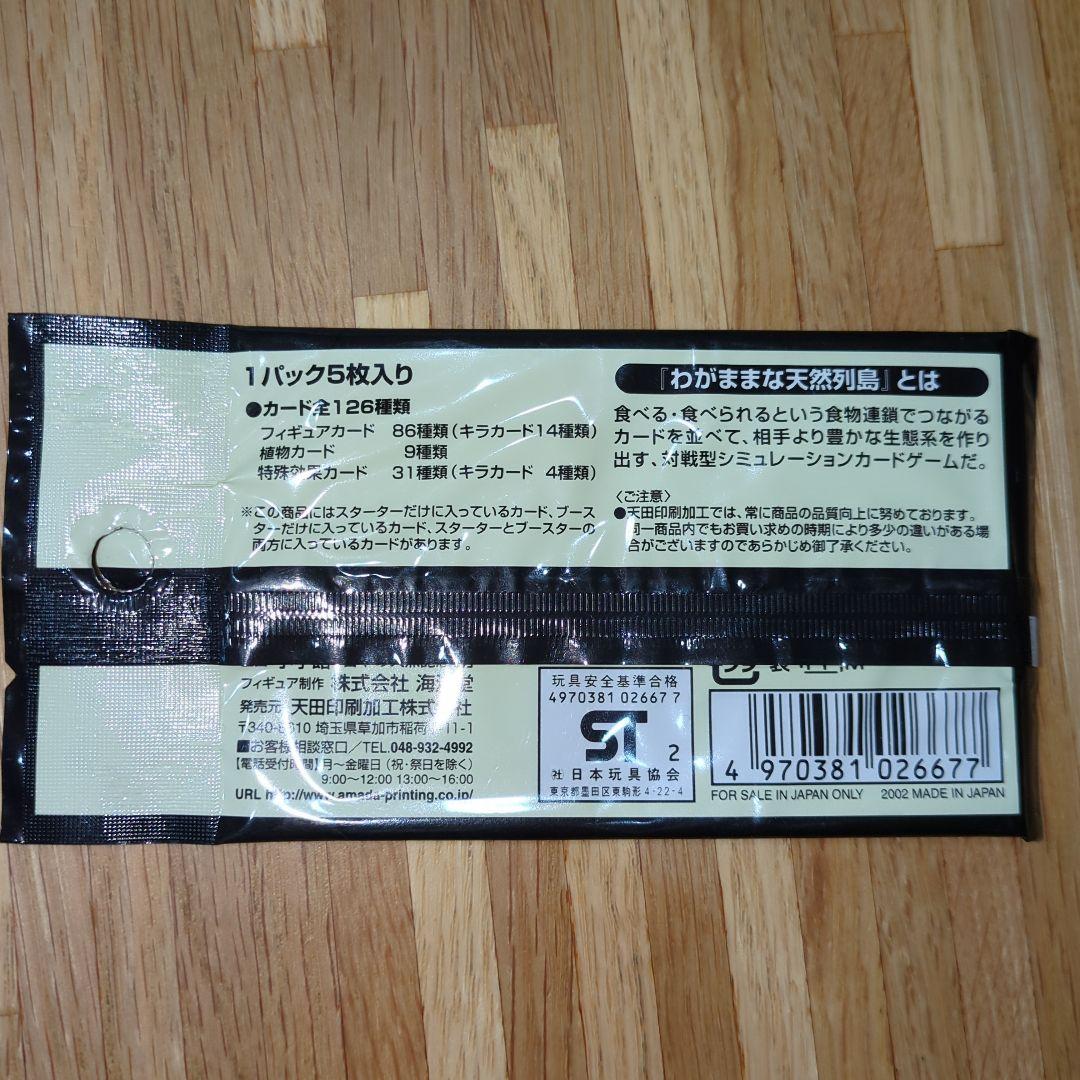 1パック5枚入り
●カード全126種類
フィギュアカード 86種類(キラカード14種類)
植物カード 9種類
特殊効果カード 31種類(キラカード 4種類)
※この商品にはスターターだけに入っているカード、ブース
ターだけに入っているカード、スターターとブースターの
両方に入っているカードがあります。
『わがままな天然列島』とは
食べる・食べられるという食物連鎖でつながる
カードを並べて、相手より豊かな生態系を作り
出す、対戦型シミュレーションカードゲームだ。
〈ご注意〉
●天田印刷加工では、常に商品の品質向上に努めております。
同一商品内でもお買い求めの時期により多少の違いがある場
合がございますのであらかじめ御了承ください。
フィギュア制作 株式会社 海洋堂
発売元 天田印刷加工株式会社
埼玉県草加市稲荷
お客様相談窓口/TEL.048-932-4992
【電話受付時間】月〜金曜日(祝・祭日を除く)
9:00〜12:00 13:00〜16:00
URL http://www.amada-printing.co.jp/
玩具安全基準合格
4970381 02667 7
ST 2
社 日本玩具協会
東京都墨田区東駒形 4-22-4
4 970381 026677
FOR SALE IN JAPAN ONLY 2002 MADE IN JAPAN